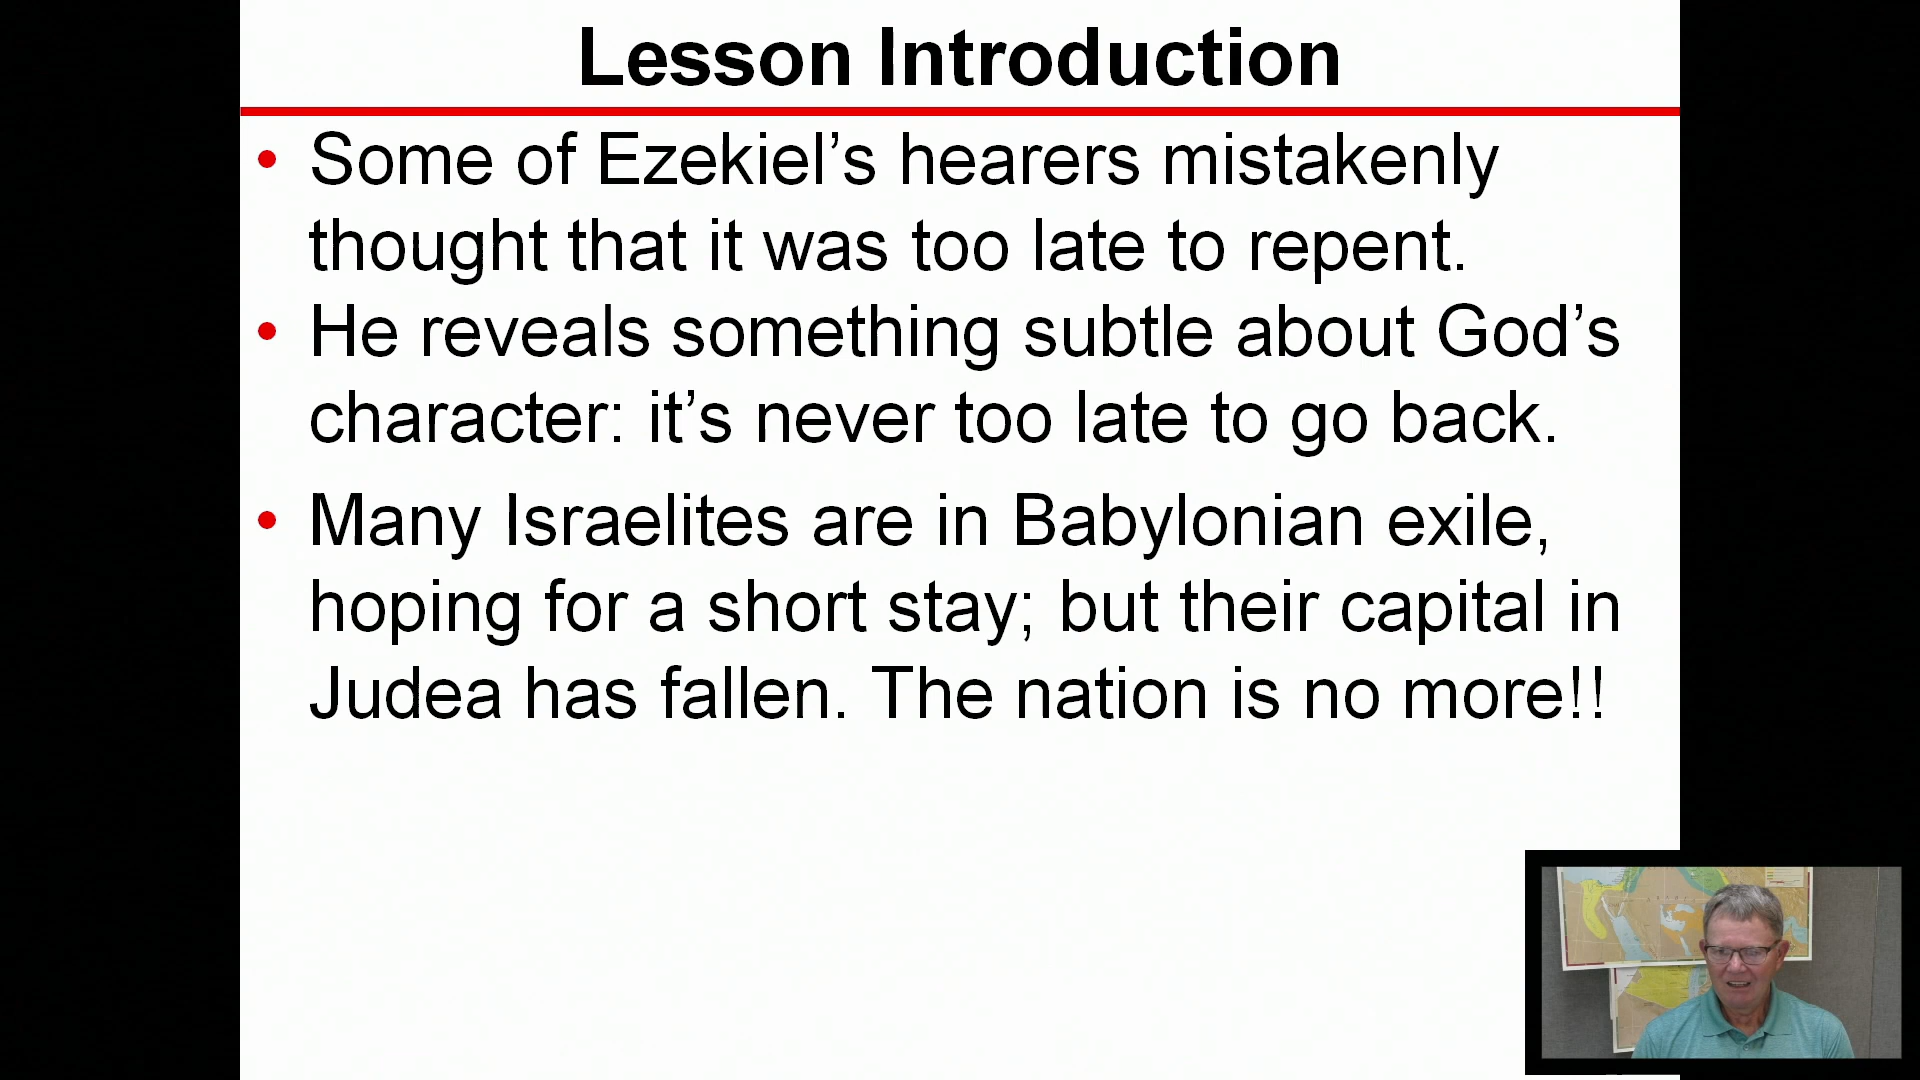 Lesson Introduction
• Some of Ezekiel’s hearers mistakenly
thought that it was too late to repent.
• He reveals something subtle about God’s
character: it’s never too late to go back.
• Many Israelites are in Babylonian exile,
hoping for a short stay; but their capital in
Judea has fallen. The nation is no more!!